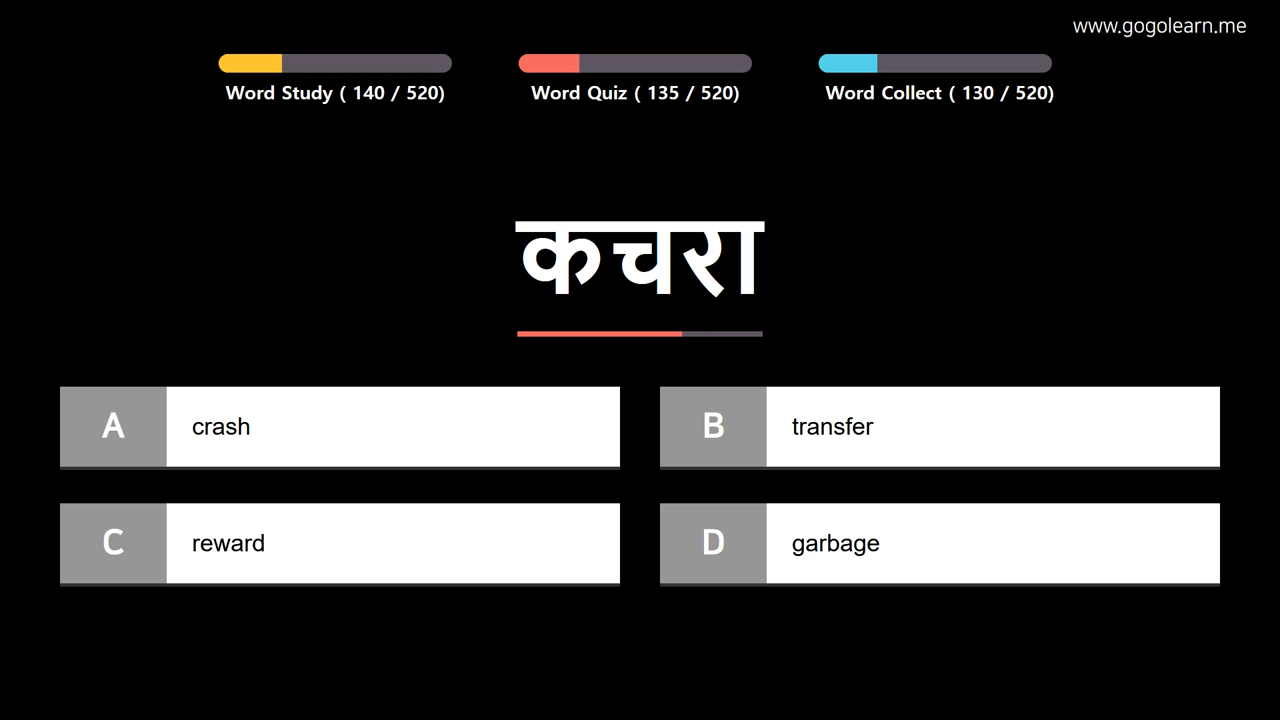 www.gogolearn.me
Word Study ( 140 / 520)
Word Quiz ( 135 / 520)
Word Collect ( 130 / 520)
कचरा
A crash
B transfer
C reward
D garbage